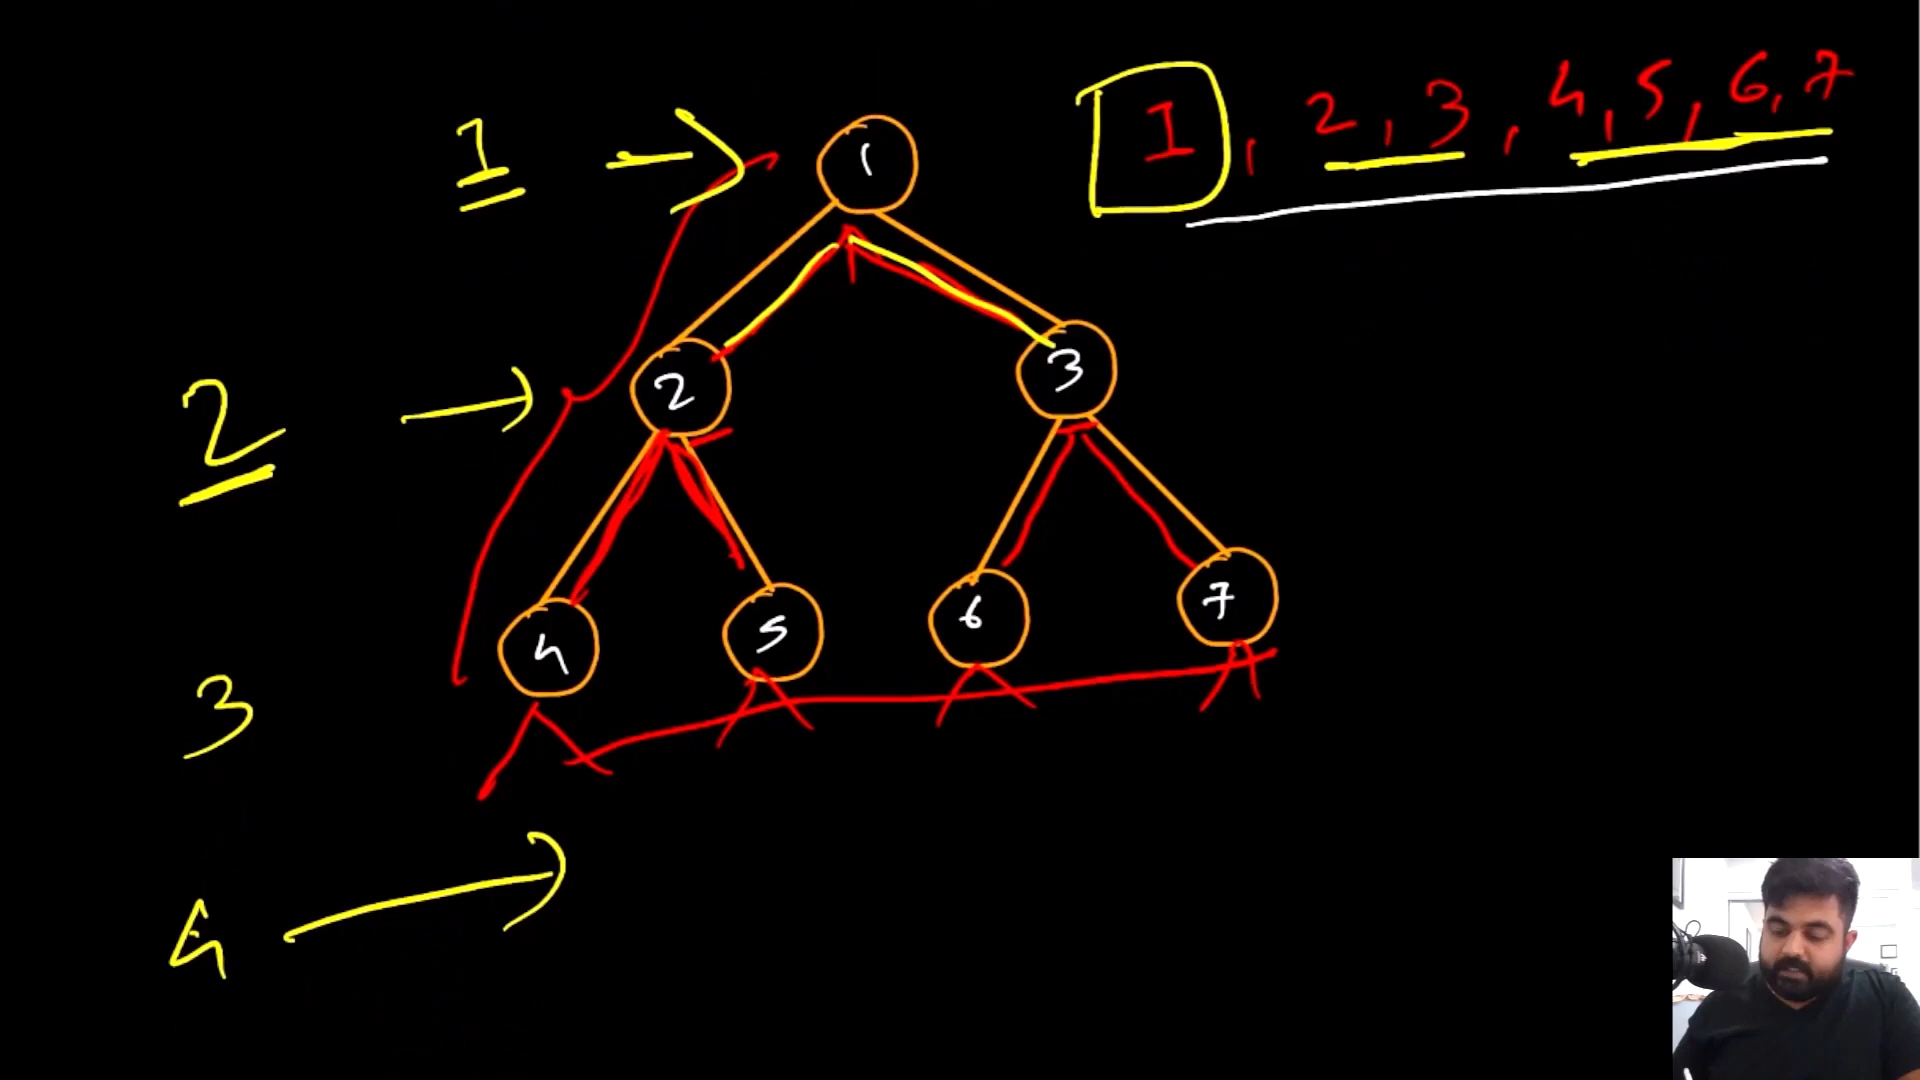 1, 2, 3, 4, 5, 6, 7
1 → 1
2 → 2 3
3 4 5 6 7
4 →